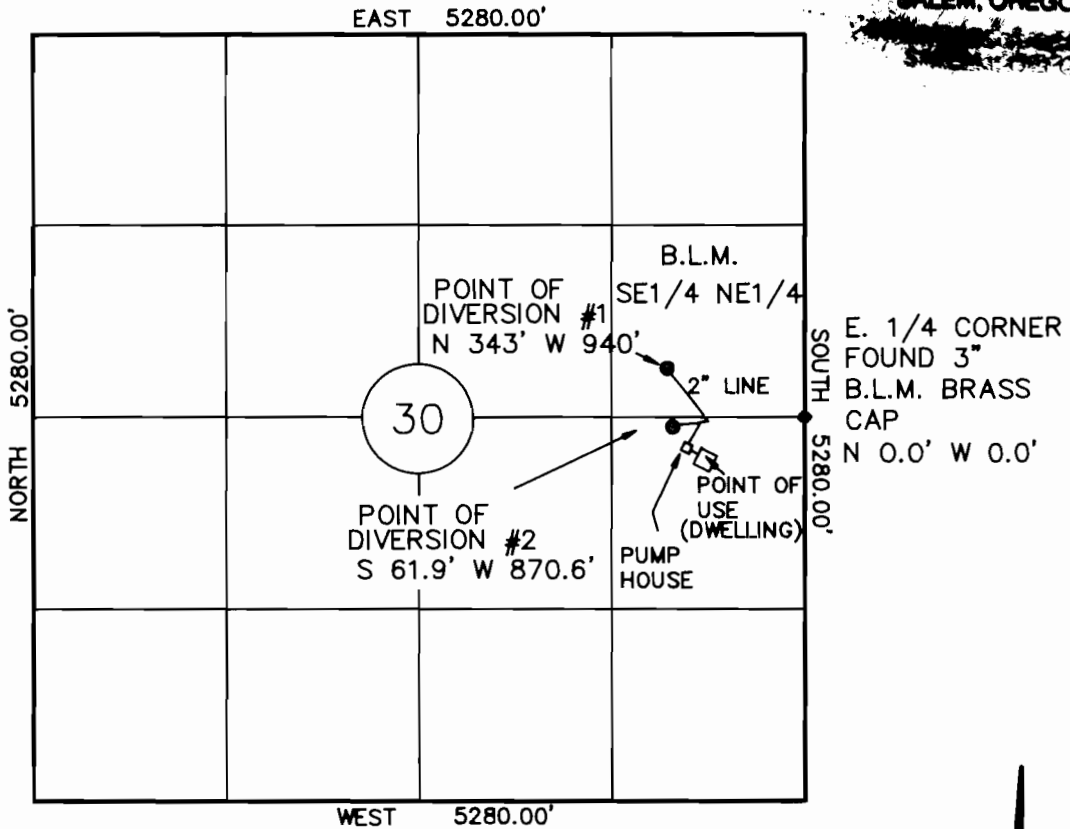 SALEM, OREGO
EAST 5280.00'
B.L.M.
SE1/4 NE1/4
POINT OF
DIVERSION #1
N 343' W 940'
2" LINE
NORTH 5280.00'
30
SOUTH 5280.00'
E. 1/4 CORNER
FOUND 3"
B.L.M. BRASS
CAP
N 0.0' W 0.0'
POINT OF
USE
(DWELLING)
POINT OF
DIVERSION #2
S 61.9' W 870.6'
PUMP
HOUSE
WEST 5280.00'